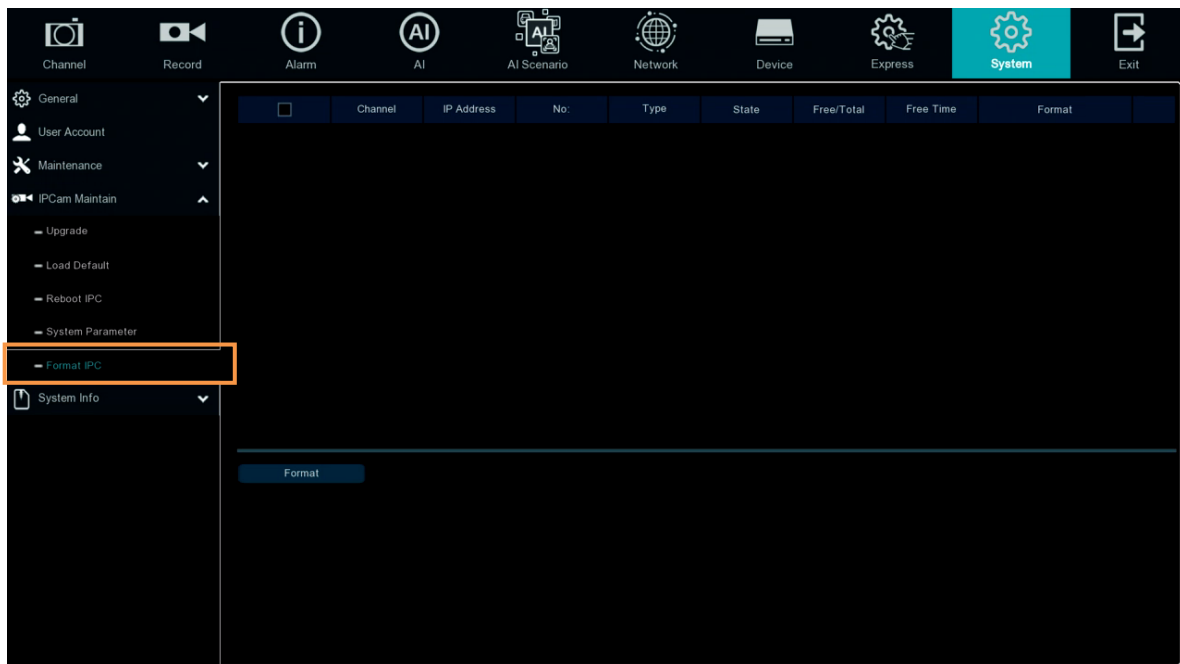 Channel Record Alarm AI AI Scenario Network Device Express System Exit
General
User Account
Maintenance
IPCam Maintain
Upgrade
Load Default
Reboot IPC
System Parameter
Format IPC
System Info
Channel IP Address No: Type State Free/Total Free Time Format
Format